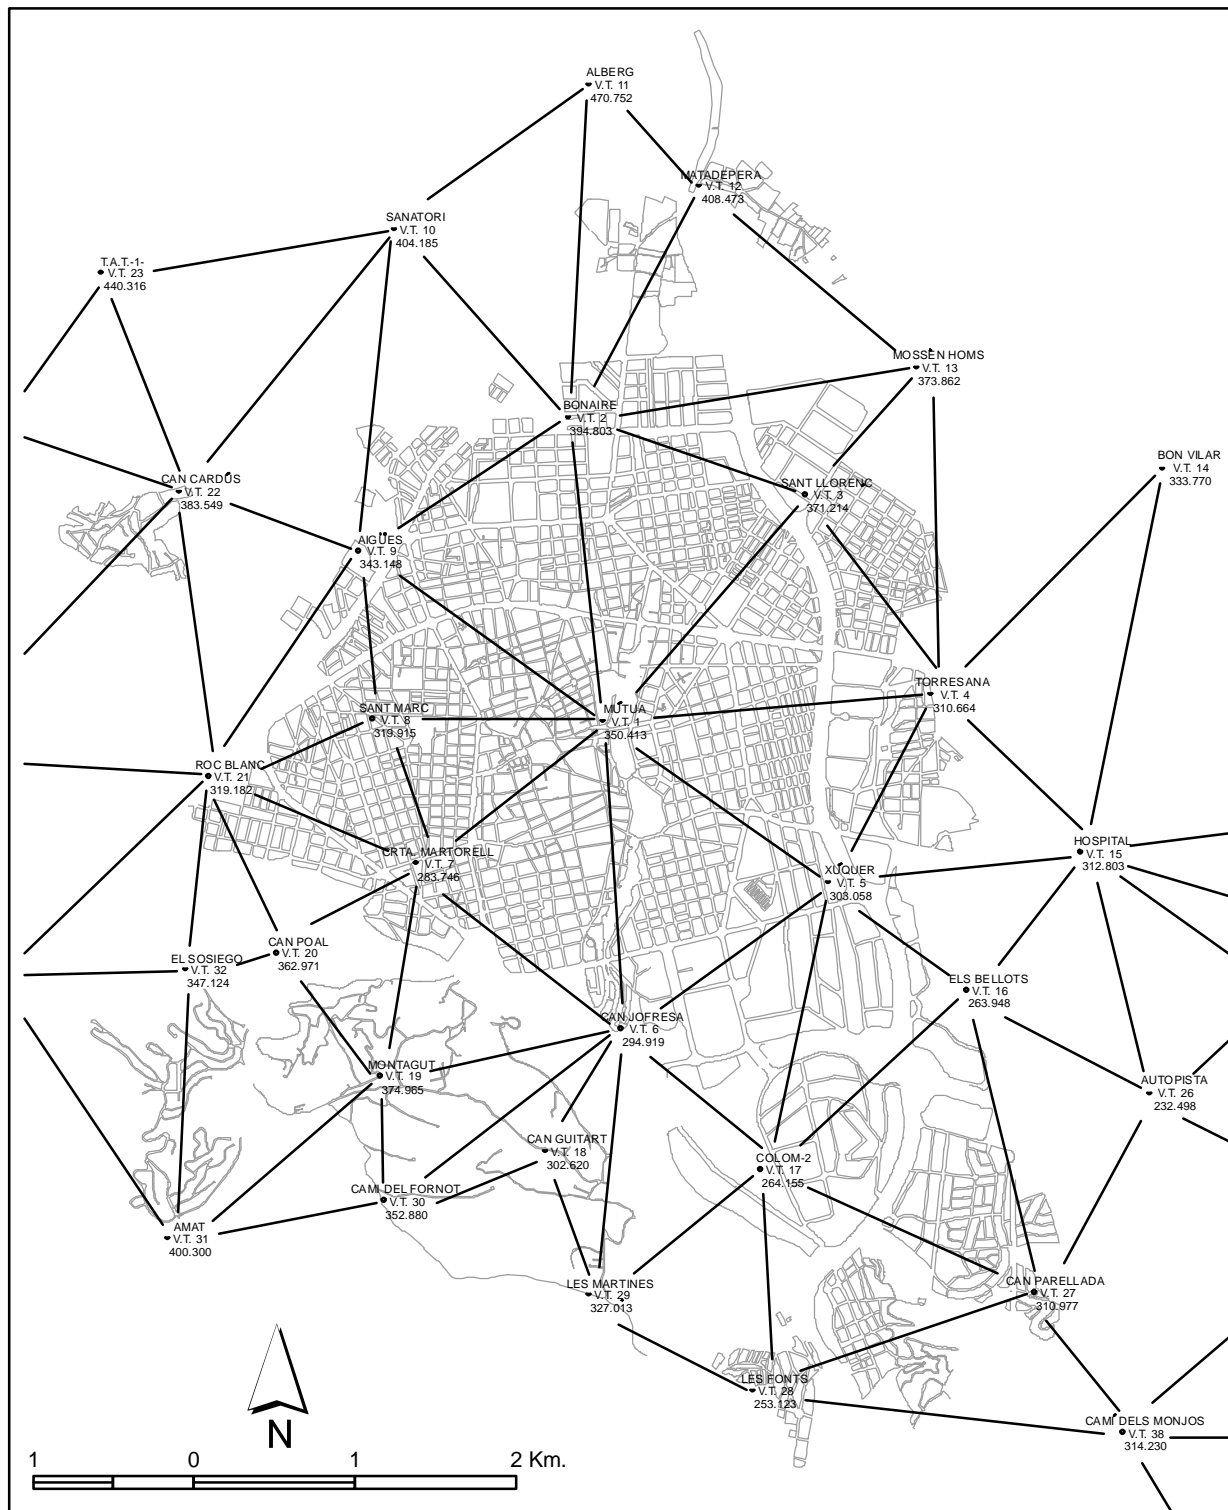 ALBERG
V.T. 11
470.752
MATADEPERA
V.T. 12
408.473
SANATORI
V.T. 10
404.185
T.A.T.-1-
V.T. 23
440.316
MOSSEN HOMS
V.T. 13
373.862
BONAIRE
V.T. 2
394.803
BON VILAR
V.T. 14
333.770
CAN CARDÚS
V.T. 22
383.549
SANT LLORENÇ
V.T. 3
371.214
AIGÜES
V.T. 9
343.148
TORRESANA
V.T. 4
310.664
SANT MARC
V.T. 8
319.915
MÚTUA
V.T. 1
350.413
ROC BLANC
V.T. 21
319.182
HOSPITAL
V.T. 15
312.803
CRTA. MARTORELL
V.T. 7
283.746
XÚQUER
V.T. 5
303.058
CAN POAL
V.T. 20
362.971
EL SOSIEGO
V.T. 32
347.124
ELS BELLOTS
V.T. 16
263.948
CAN JOFRESA
V.T. 6
294.919
MONTAGUT
V.T. 19
374.965
AUTOPISTA
V.T. 26
232.498
CAN GUITART
V.T. 18
302.620
COLOM-2
V.T. 17
264.155
CAMI DEL FORNOT
V.T. 30
352.880
AMAT
V.T. 31
400.300
LES MARTINES
V.T. 29
327.013
CAN PARELLADA
V.T. 27
310.977
LES FONTS
V.T. 28
253.123
CAMÍ DELS MONJOS
V.T. 38
314.230
N
1 0 1 2 Km.